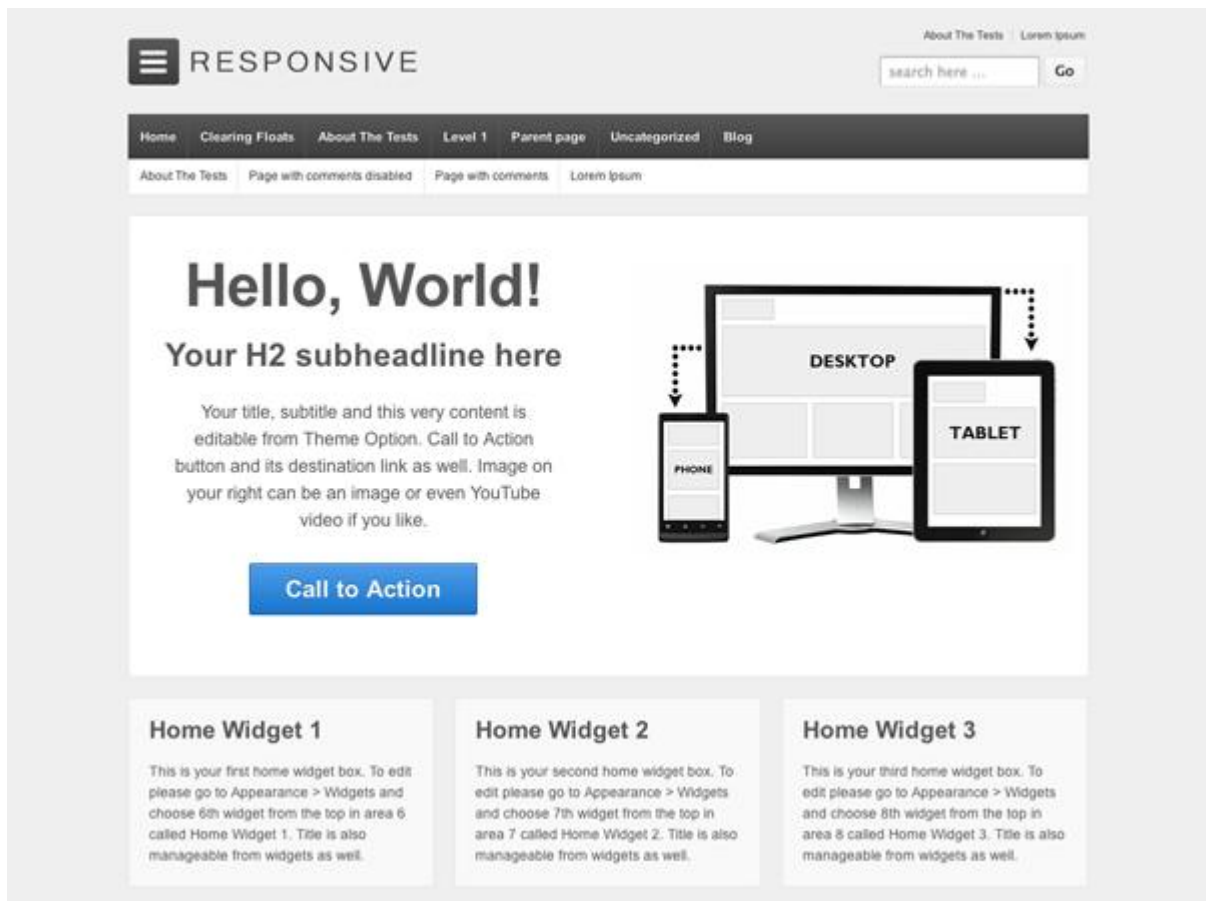 About The Tests Lorem Ipsum
RESPONSIVE
search here ... Go
Home Clearing Floats About The Tests Level 1 Parent page Uncategorized Blog
About The Tests Page with comments disabled Page with comments Lorem Ipsum
Hello, World!
Your H2 subheadline here
Your title, subtitle and this very content is
editable from Theme Option. Call to Action
button and its destination link as well. Image on
your right can be an image or even YouTube
video if you like.
Call to Action
DESKTOP
TABLET
PHONE
Home Widget 1
This is your first home widget box. To edit
please go to Appearance > Widgets and
choose 6th widget from the top in area 6
called Home Widget 1. Title is also
manageable from widgets as well.
Home Widget 2
This is your second home widget box. To
edit please go to Appearance > Widgets
and choose 7th widget from the top in
area 7 called Home Widget 2. Title is also
manageable from widgets as well.
Home Widget 3
This is your third home widget box. To
edit please go to Appearance > Widgets
and choose 8th widget from the top in
area 8 called Home Widget 3. Title is also
manageable from widgets as well.